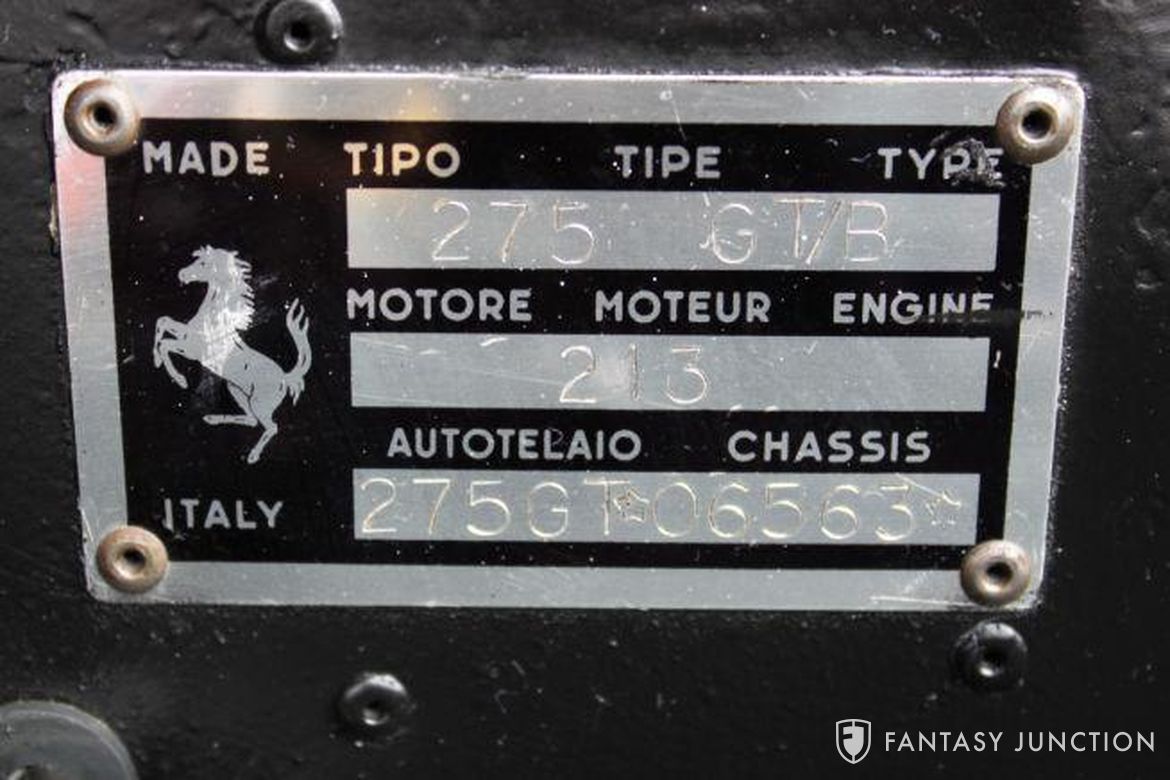 MADE TIPO TIPE TYPE
275 GT/B
MOTORE MOTEUR ENGINE
213
AUTOTELAIO CHASSIS
275GT☆06563☆
ITALY
FANTASY JUNCTION